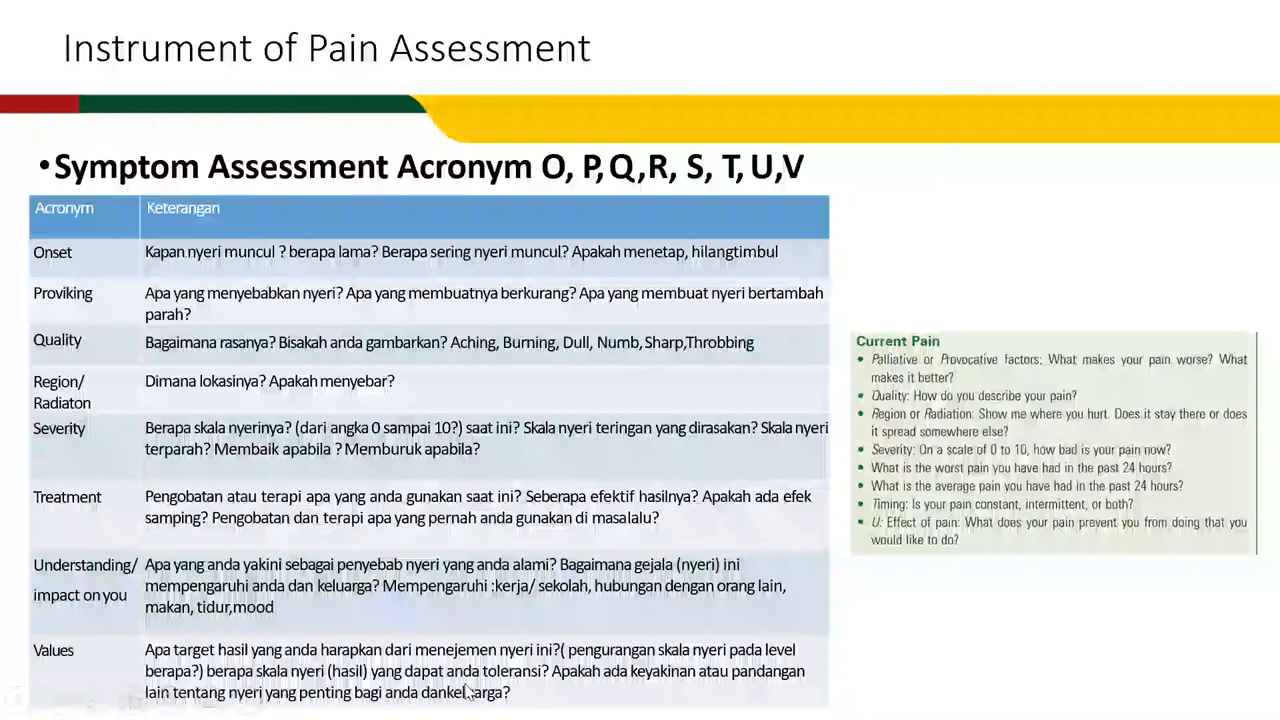 Instrument of Pain Assessment
•Symptom Assessment Acronym O, P,Q,R, S, T, U,V
Acronym Keterangan
Onset Kapan nyeri muncul ? berapa lama? Berapa sering nyeri muncul? Apakah menetap, hilangtimbul
Proviking Apa yang menyebabkan nyeri? Apa yang membuatnya berkurang? Apa yang membuat nyeri bertambah
parah?
Quality Bagaimana rasanya? Bisakah anda gambarkan? Aching, Burning, Dull, Numb, Sharp,Throbbing
Region/ Dimana lokasinya? Apakah menyebar?
Radiaton
Severity Berapa skala nyerinya? (dari angka 0 sampai 10?) saat ini? Skala nyeri teringan yang dirasakan? Skala nyeri
terparah? Membaik apabila ? Memburuk apabila?
Treatment Pengobatan atau terapi apa yang anda gunakan saat ini? Seberapa efektif hasilnya? Apakah ada efek
samping? Pengobatan dan terapi apa yang pernah anda gunakan di masalalu?
Understanding/ Apa yang anda yakini sebagai penyebab nyeri yang anda alami? Bagaimana gejala (nyeri) ini
impact on you mempengaruhi anda dan keluarga? Mempengaruhi :kerja/ sekolah, hubungan dengan orang lain,
makan, tidur,mood
Values Apa target hasil yang anda harapkan dari menejemen nyeri ini?( pengurangan skala nyeri pada level
berapa?) berapa skala nyeri (hasil) yang dapat anda toleransi? Apakah ada keyakinan atau pandangan
lain tentang nyeri yang penting bagi anda dankeluarga?
Current Pain
• Palliative or Provocative factors: What makes your pain worse? What
makes it better?
• Quality: How do you describe your pain?
• Region or Radiation: Show me where you hurt. Does it stay there or does
it spread somewhere else?
• Severity: On a scale of 0 to 10, how bad is your pain now?
• What is the worst pain you have had in the past 24 hours?
• What is the average pain you have had in the past 24 hours?
• Timing: Is your pain constant, intermittent, or both?
• U: Effect of pain: What does your pain prevent you from doing that you
would like to do?